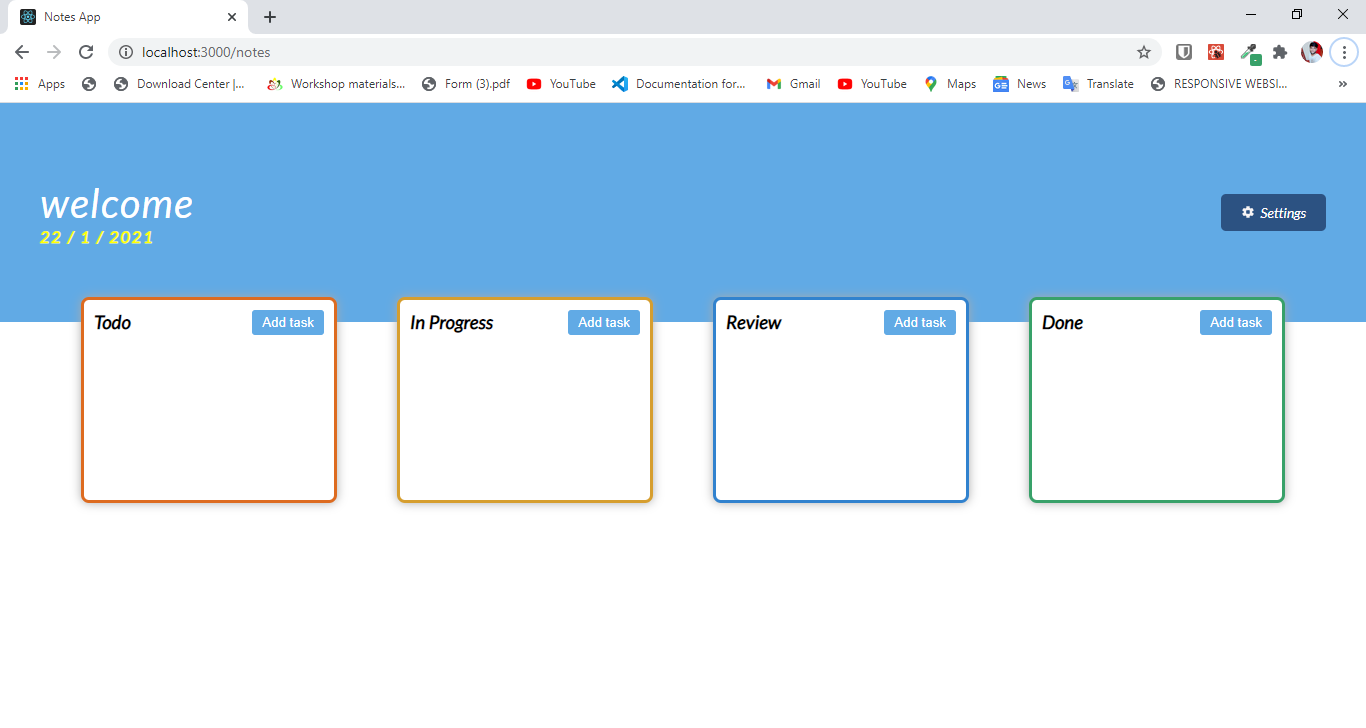 Notes App
localhost:3000/notes
Apps Download Center |... Workshop materials... Form (3).pdf YouTube Documentation for... Gmail YouTube Maps News Translate RESPONSIVE WEBSI... »
welcome
22 / 1 / 2021
Settings
Todo Add task In Progress Add task Review Add task Done Add task